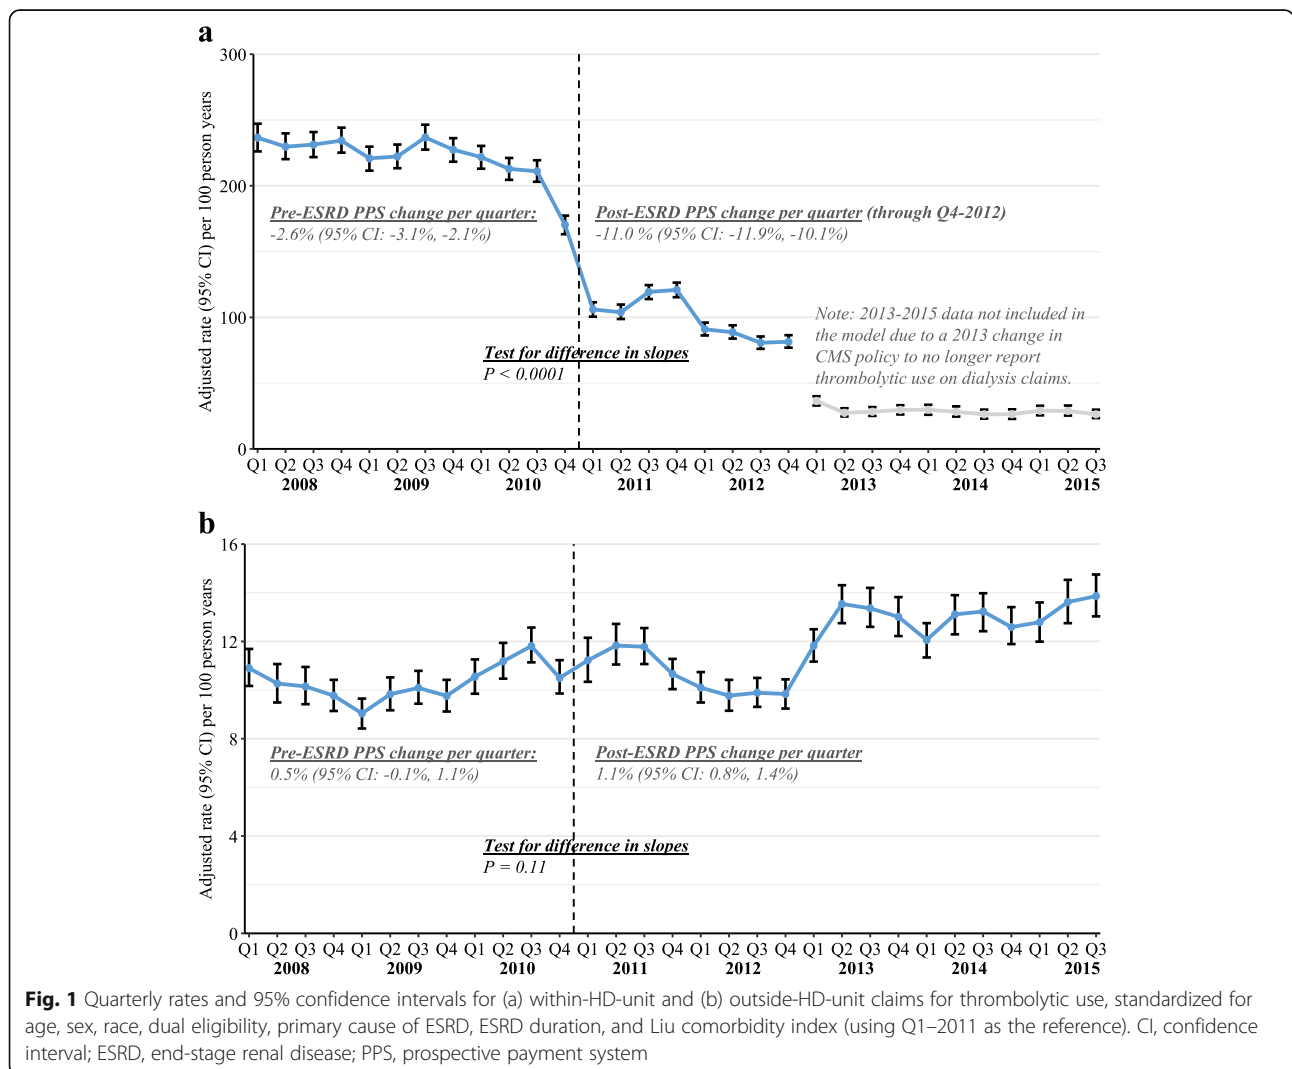 a
300
200
100
0
Adjusted rate (95% CI) per 100 person years
Pre-ESRD PPS change per quarter:
-2.6% (95% CI: -3.1%, -2.1%)
Post-ESRD PPS change per quarter (through Q4-2012)
-11.0 % (95% CI: -11.9%, -10.1%)
Note: 2013-2015 data not included in
the model due to a 2013 change in
CMS policy to no longer report
thrombolytic use on dialysis claims.
Test for difference in slopes
P < 0.0001
Q1 Q2 Q3 Q4 Q1 Q2 Q3 Q4 Q1 Q2 Q3 Q4 Q1 Q2 Q3 Q4 Q1 Q2 Q3 Q4 Q1 Q2 Q3 Q4 Q1 Q2 Q3 Q4 Q1 Q2 Q3
2008 2009 2010 2011 2012 2013 2014 2015
b
16
12
8
4
0
Adjusted rate (95% CI) per 100 person years
Pre-ESRD PPS change per quarter:
0.5% (95% CI: -0.1%, 1.1%)
Post-ESRD PPS change per quarter
1.1% (95% CI: 0.8%, 1.4%)
Test for difference in slopes
P = 0.11
Q1 Q2 Q3 Q4 Q1 Q2 Q3 Q4 Q1 Q2 Q3 Q4 Q1 Q2 Q3 Q4 Q1 Q2 Q3 Q4 Q1 Q2 Q3 Q4 Q1 Q2 Q3 Q4 Q1 Q2 Q3
2008 2009 2010 2011 2012 2013 2014 2015
Fig. 1 Quarterly rates and 95% confidence intervals for (a) within-HD-unit and (b) outside-HD-unit claims for thrombolytic use, standardized for
age, sex, race, dual eligibility, primary cause of ESRD, ESRD duration, and Liu comorbidity index (using Q1–2011 as the reference). CI, confidence
interval; ESRD, end-stage renal disease; PPS, prospective payment system